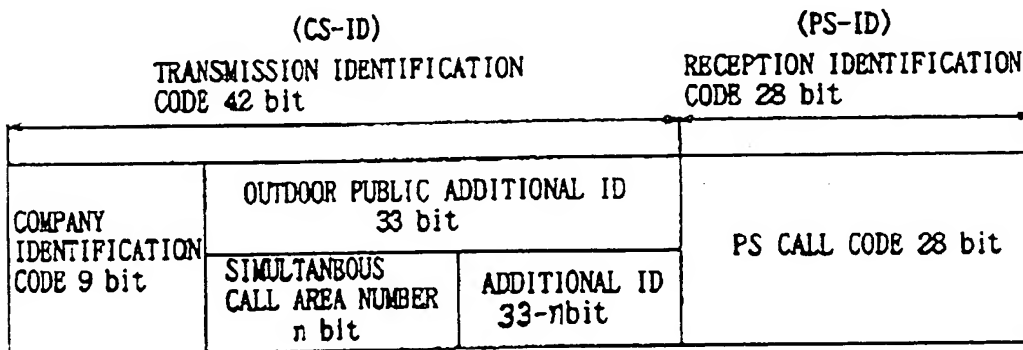 (CS-ID)
TRANSMISSION IDENTIFICATION
CODE 42 bit
(PS-ID)
RECEPTION IDENTIFICATION
CODE 28 bit
COMPANY
IDENTIFICATION
CODE 9 bit
OUTDOOR PUBLIC ADDITIONAL ID
33 bit
SIMULTANEOUS
CALL AREA NUMBER
n bit
ADDITIONAL ID
33-nbit
PS CALL CODE 28 bit